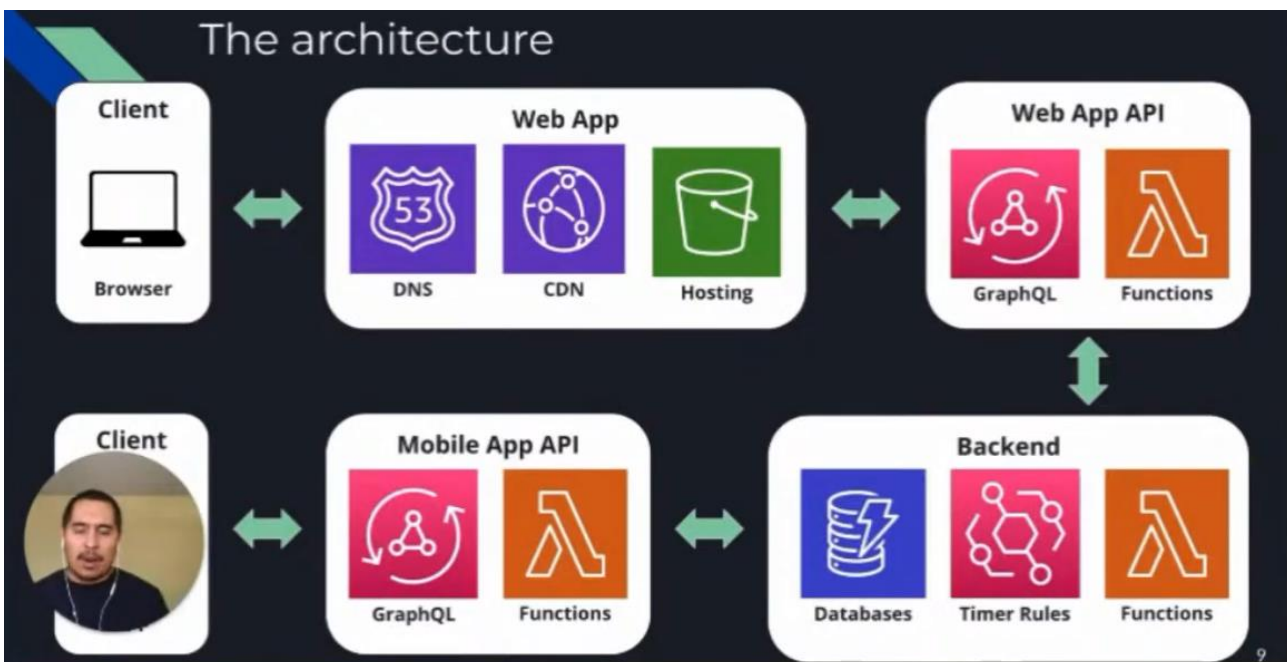 The architecture
Client
Browser
Web App
53
DNS
CDN
Hosting
Web App API
GraphQL
Functions
Client
Mobile App API
GraphQL
Functions
Backend
Databases
Timer Rules
Functions
9